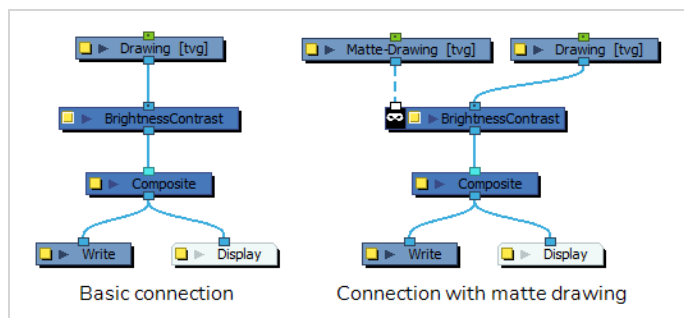 Drawing [tvg]
BrightnessContrast
Composite
Write
Display
Basic connection
Matte-Drawing [tvg]
Drawing [tvg]
BrightnessContrast
Composite
Write
Display
Connection with matte drawing